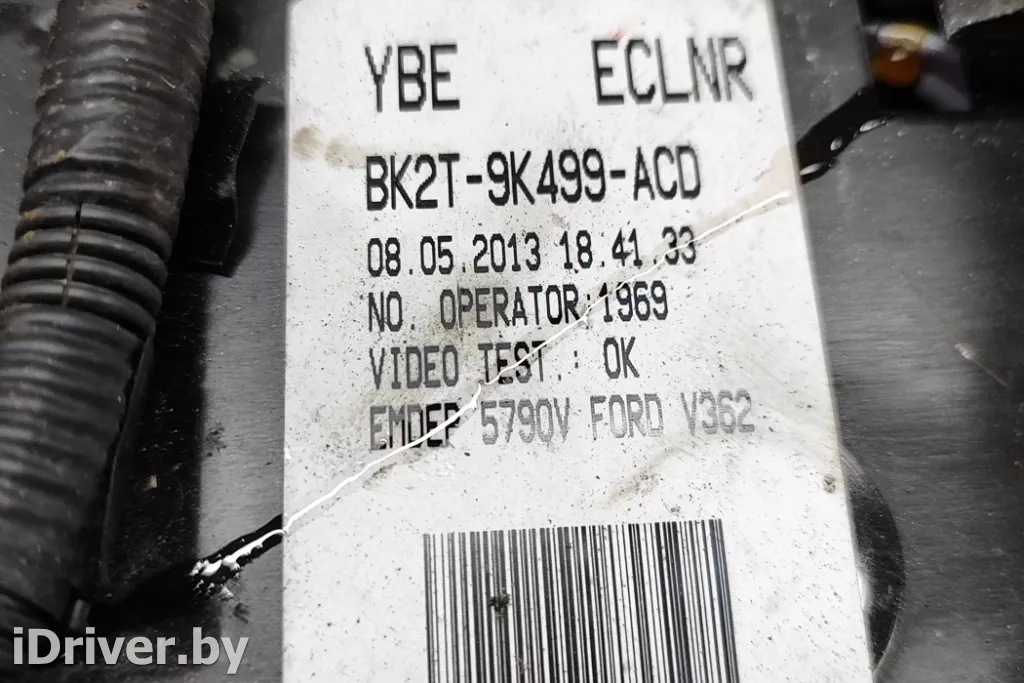 YBE ECLNR
BK2T-9K499-ACD
08.05.2013 18.41.33
NO. OPERATOR:1969
VIDEO TEST.: OK
EMDEP 5790V FORD V362
iDriver.by